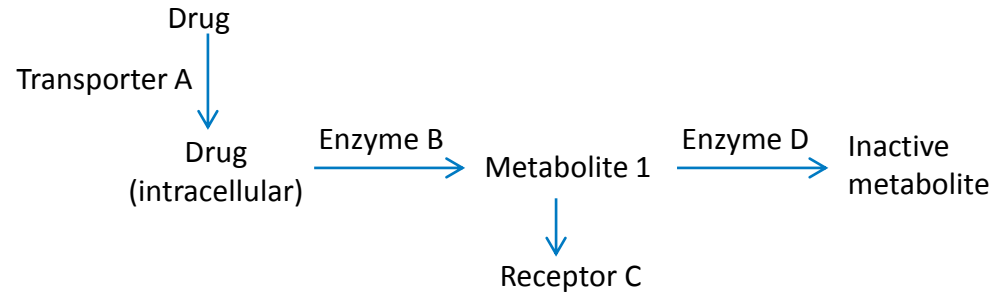 Drug
Transporter A
Drug
(intracellular)
Enzyme B
Metabolite 1
Enzyme D
Inactive
metabolite
Receptor C